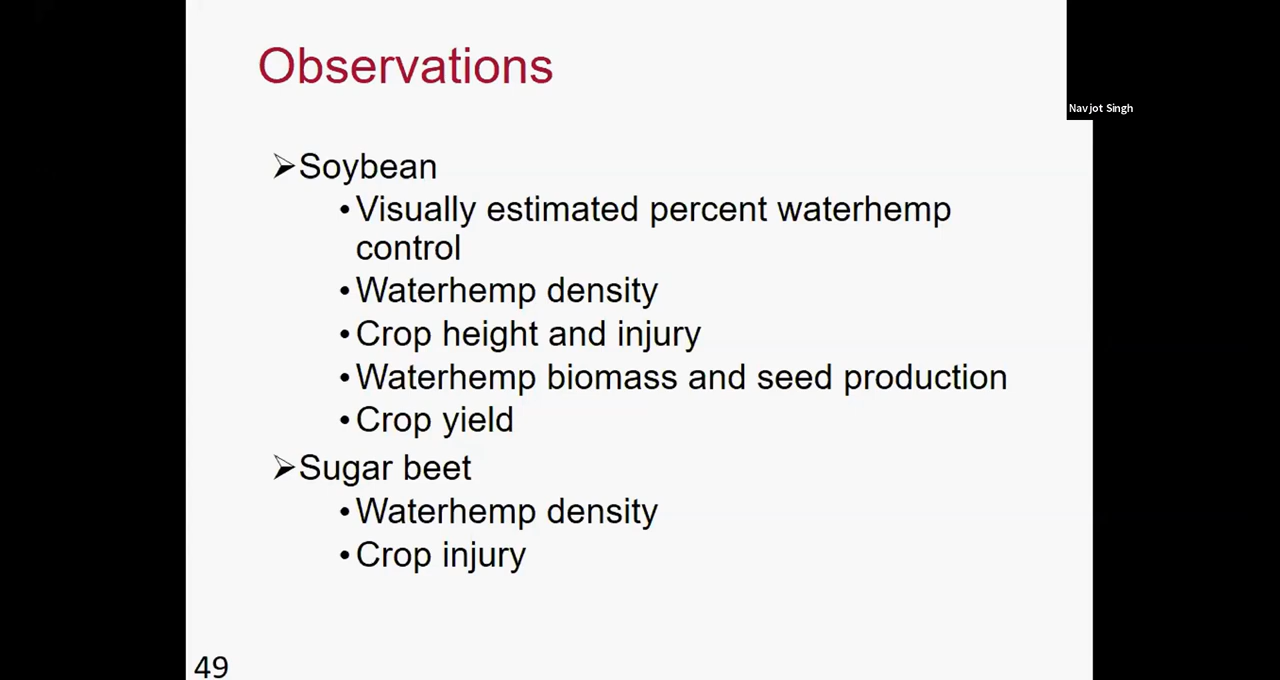 Observations
Navjot Singh
➢Soybean
•Visually estimated percent waterhemp
control
•Waterhemp density
•Crop height and injury
•Waterhemp biomass and seed production
•Crop yield
➢Sugar beet
•Waterhemp density
•Crop injury
49